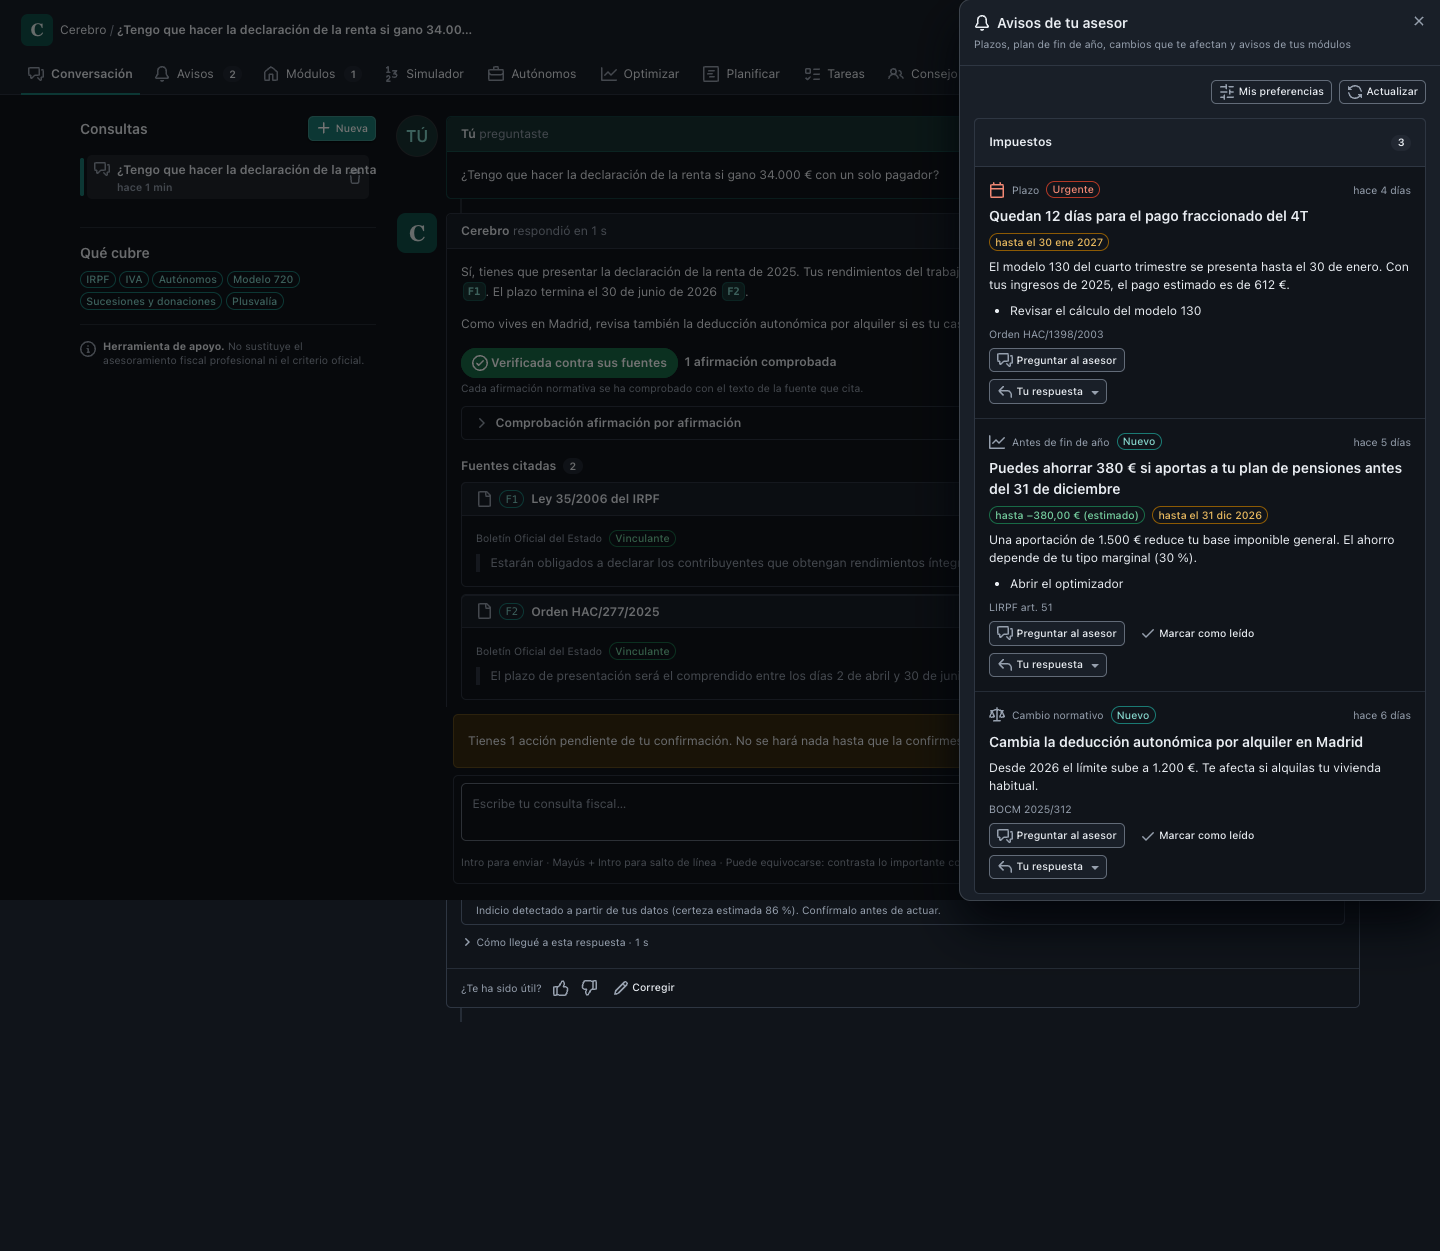 C Cerebro / ¿Tengo que hacer la declaración de la renta si gano 34.00...
Conversación Avisos 2 Módulos 1 Simulador Autónomos Optimizar Planificar Tareas Consejo
Consultas
Nueva
¿Tengo que hacer la declaración de la renta
hace 1 min
Qué cubre
IRPF IVA Autónomos Modelo 720
Sucesiones y donaciones Plusvalía
Herramienta de apoyo. No sustituye el
asesoramiento fiscal profesional ni el criterio oficial.
TÚ
Tú preguntaste
¿Tengo que hacer la declaración de la renta si gano 34.000 € con un solo pagador?
C
Cerebro respondió en 1 s
Sí, tienes que presentar la declaración de la renta de 2025. Tus rendimientos del trabaj
F1. El plazo termina el 30 de junio de 2026 F2.
Como vives en Madrid, revisa también la deducción autonómica por alquiler si es tu cas
Verificada contra sus fuentes 1 afirmación comprobada
Cada afirmación normativa se ha comprobado con el texto de la fuente que cita.
Comprobación afirmación por afirmación
Fuentes citadas 2
F1 Ley 35/2006 del IRPF
Boletín Oficial del Estado Vinculante
Estarán obligados a declarar los contribuyentes que obtengan rendimientos ínteg
F2 Orden HAC/277/2025
Boletín Oficial del Estado Vinculante
El plazo de presentación será el comprendido entre los días 2 de abril y 30 de jun
Tienes 1 acción pendiente de tu confirmación. No se hará nada hasta que la confirmes
Escribe tu consulta fiscal...
Intro para enviar · Mayús + Intro para salto de línea · Puede equivocarse: contrasta lo importante co
Indicio detectado a partir de tus datos (certeza estimada 86 %). Confírmalo antes de actuar.
Cómo llegué a esta respuesta · 1 s
¿Te ha sido útil? Corregir
Avisos de tu asesor
Plazos, plan de fin de año, cambios que te afectan y avisos de tus módulos
Mis preferencias Actualizar
Impuestos 3
Plazo Urgente hace 4 días
Quedan 12 días para el pago fraccionado del 4T
hasta el 30 ene 2027
El modelo 130 del cuarto trimestre se presenta hasta el 30 de enero. Con
tus ingresos de 2025, el pago estimado es de 612 €.
• Revisar el cálculo del modelo 130
Orden HAC/1398/2003
Preguntar al asesor
Tu respuesta
Antes de fin de año Nuevo hace 5 días
Puedes ahorrar 380 € si aportas a tu plan de pensiones antes
del 31 de diciembre
hasta −380,00 € (estimado) hasta el 31 dic 2026
Una aportación de 1.500 € reduce tu base imponible general. El ahorro
depende de tu tipo marginal (30 %).
• Abrir el optimizador
LIRPF art. 51
Preguntar al asesor Marcar como leído
Tu respuesta
Cambio normativo Nuevo hace 6 días
Cambia la deducción autonómica por alquiler en Madrid
Desde 2026 el límite sube a 1.200 €. Te afecta si alquilas tu vivienda
habitual.
BOCM 2025/312
Preguntar al asesor Marcar como leído
Tu respuesta